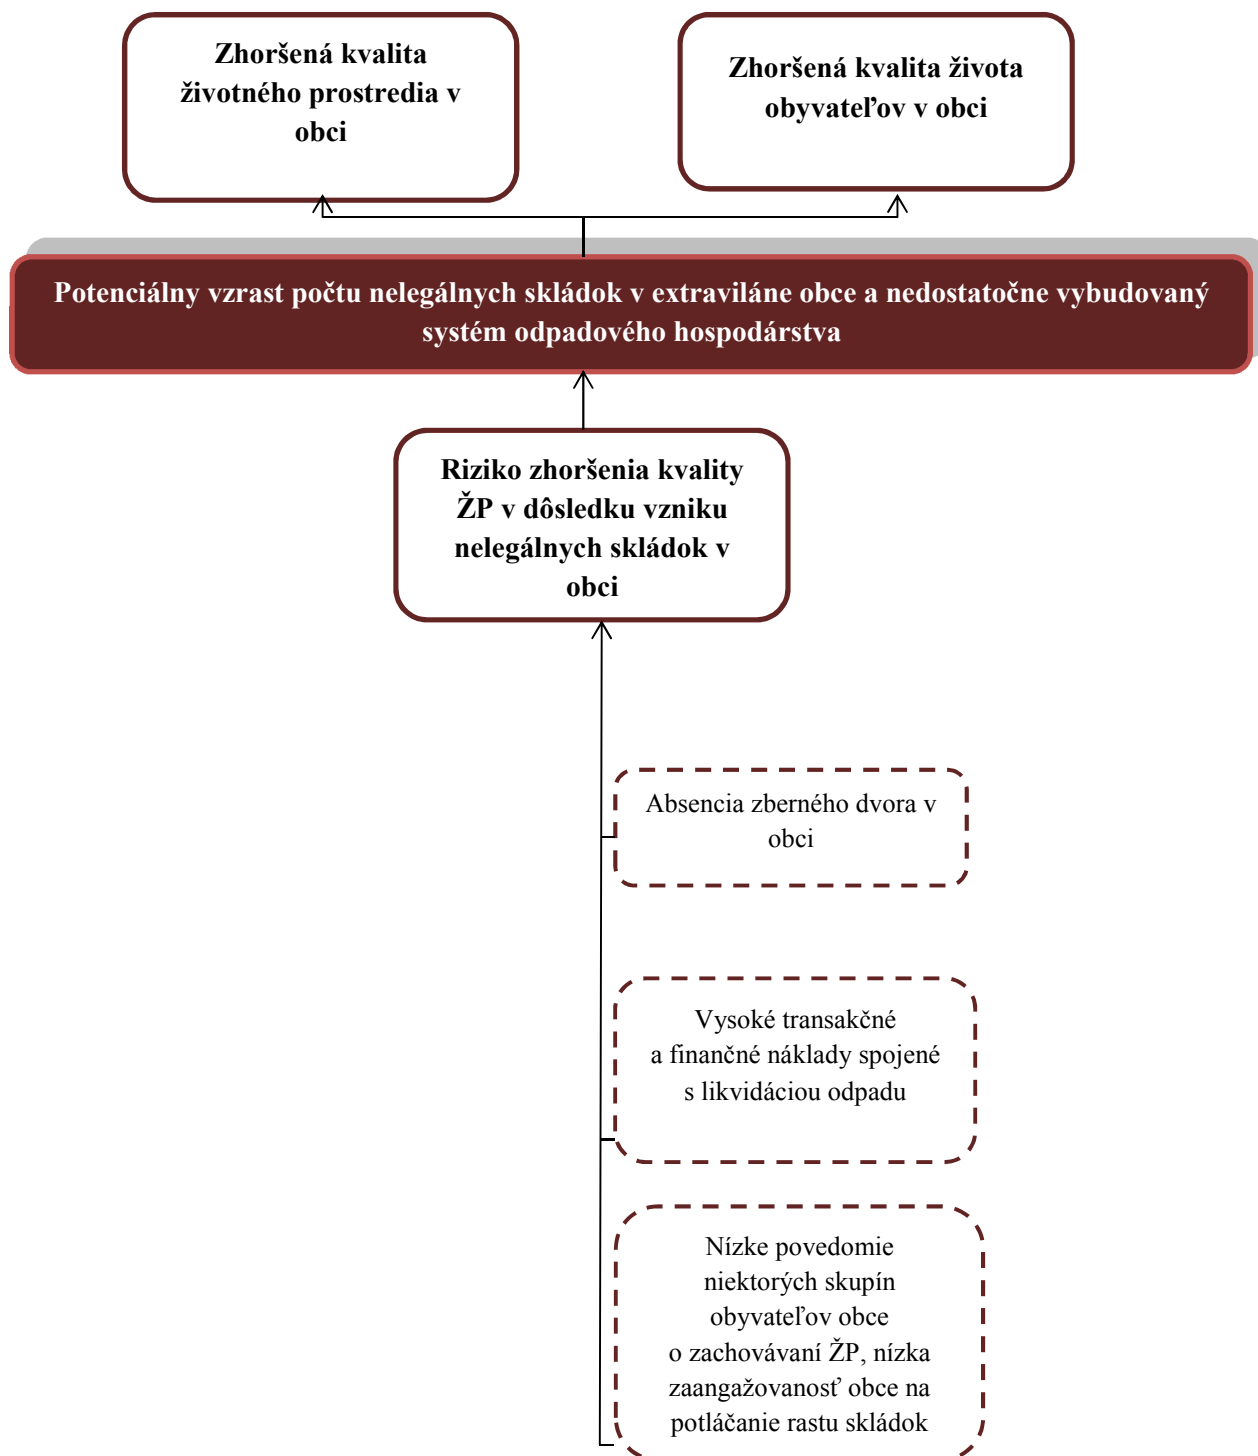 Zhoršená kvalita
životného prostredia v
obci
Zhoršená kvalita života
obyvateľov v obci
Potenciálny vzrast počtu nelegálnych skládok v extraviláne obce a nedostatočne vybudovaný
systém odpadového hospodárstva
Riziko zhoršenia kvality
ŽP v dôsledku vzniku
nelegálnych skládok v
obci
Absencia zberného dvora v
obci
Vysoké transakčné
a finančné náklady spojené
s likvidáciou odpadu
Nízke povedomie
niektorých skupín
obyvateľov obce
o zachovávaní ŽP, nízka
zaangažovanosť obce na
potláčanie rastu skládok